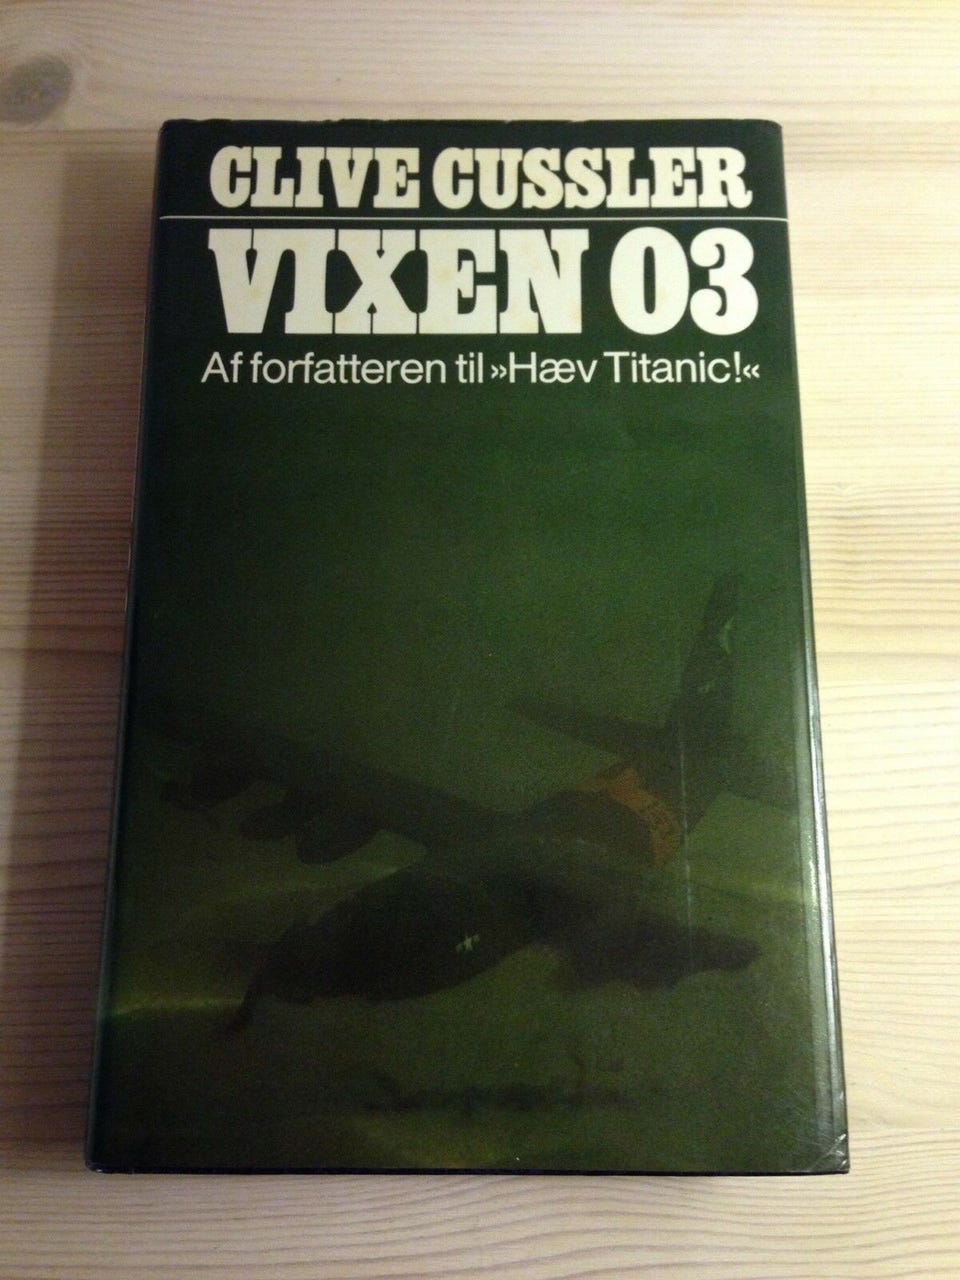 CLIVE CUSSLER
VIXEN 03
Af forfatteren til »Hæv Titanic!«